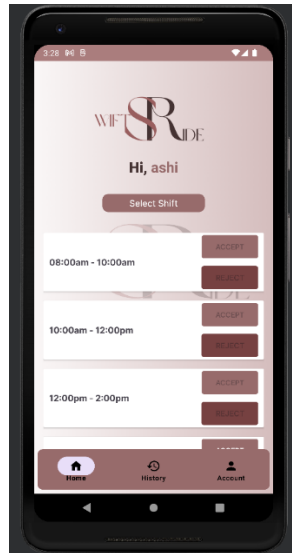 3:28
SWIFT RIDE
Hi, ashi
Select Shift
ACCEPT
08:00am - 10:00am
REJECT
ACCEPT
10:00am - 12:00pm
REJECT
ACCEPT
12:00pm - 2:00pm
REJECT
ACCEPT
Home History Account